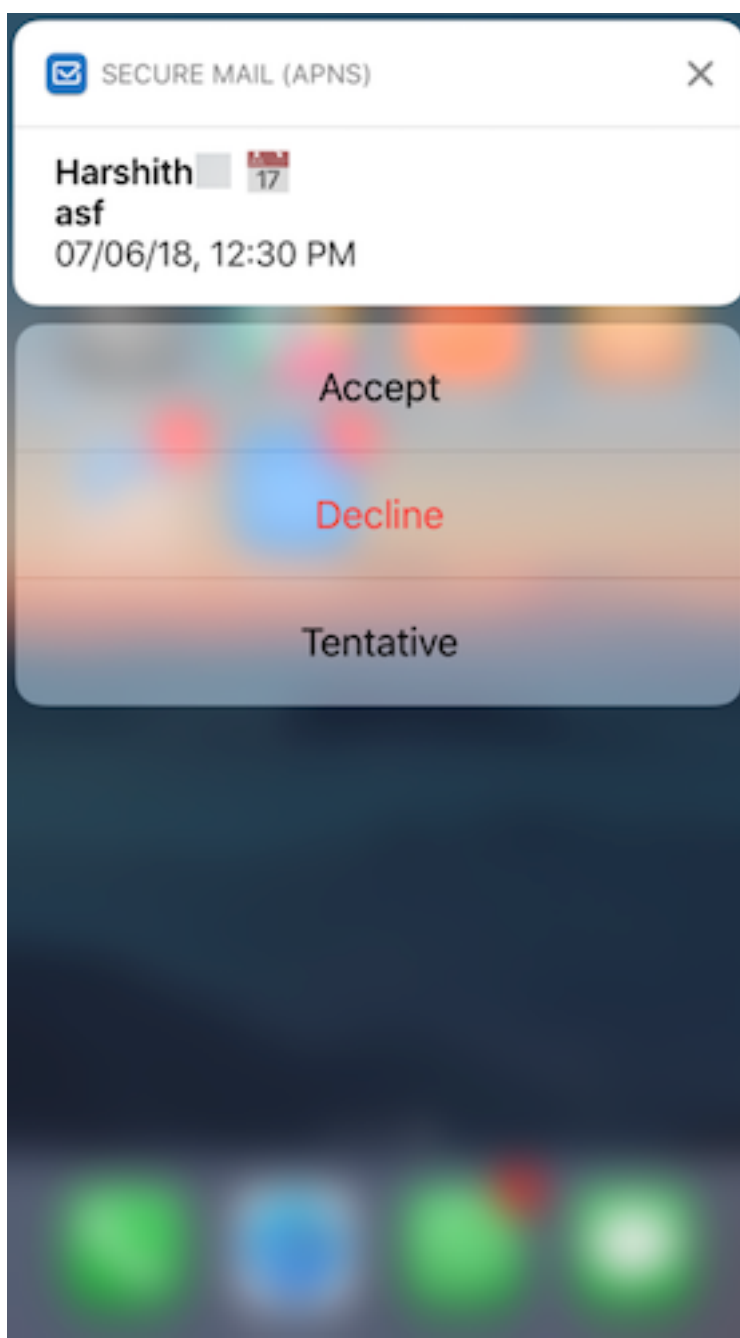 SECURE MAIL (APNS)
Harshith 17
asf
07/06/18, 12:30 PM
Accept
Decline
Tentative